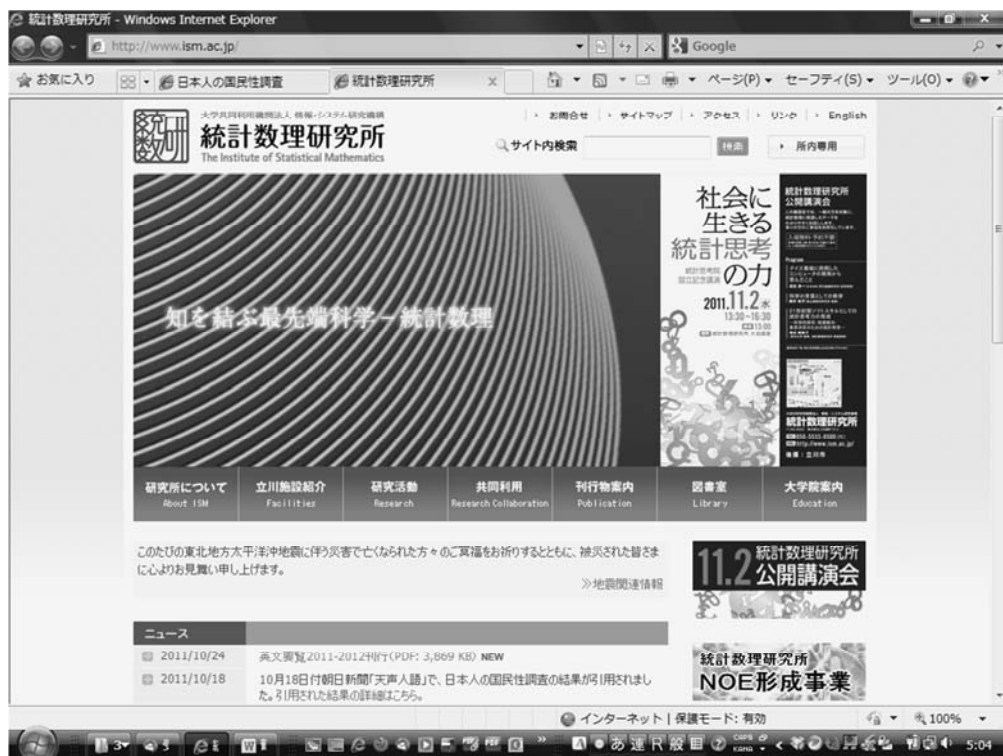 統計数理研究所 - Windows Internet Explorer
http://www.ism.ac.jp/
Google
お気に入り
日本人の国民性調査
統計数理研究所
ページ(P)
セーフティ(S)
ツール(O)
大学共同利用機関法人 情報・システム研究機構
統計数理研究所
The Institute of Statistical Mathematics
お問合せ
サイトマップ
アクセス
リンク
English
サイト内検索
検索
所内専用
知を結ぶ最先端科学～統計数理
社会に
生きる
統計思考
統計思考院
設立記念講演
の力
2011.11.2水
13:30~16:30
統計数理研究所
公開講演会
Program
統計数理研究所
研究所について
About ISM
立川施設紹介
Facilities
研究活動
Research
共同利用
Research Collaboration
刊行物案内
Publication
図書室
Library
大学院案内
Education
このたびの東北地方太平洋沖地震に伴う災害で亡くなられた方々のご冥福をお祈りするとともに、被災された皆さま
に心よりお見舞い申し上げます。
≫地震関連情報
11.2 統計数理研究所
公開講演会
ニュース
2011/10/24 英文要覧2011-2012刊行(PDF: 3,869 KB) NEW
2011/10/18 10月18日付朝日新聞「天声人語」で、日本人の国民性調査の結果が引用されまし
た。引用された結果の詳細はこちら。
統計数理研究所
NOE形成事業
インターネット | 保護モード: 有効
100%
あ 連 R 般
CAPS
KANA
5:04